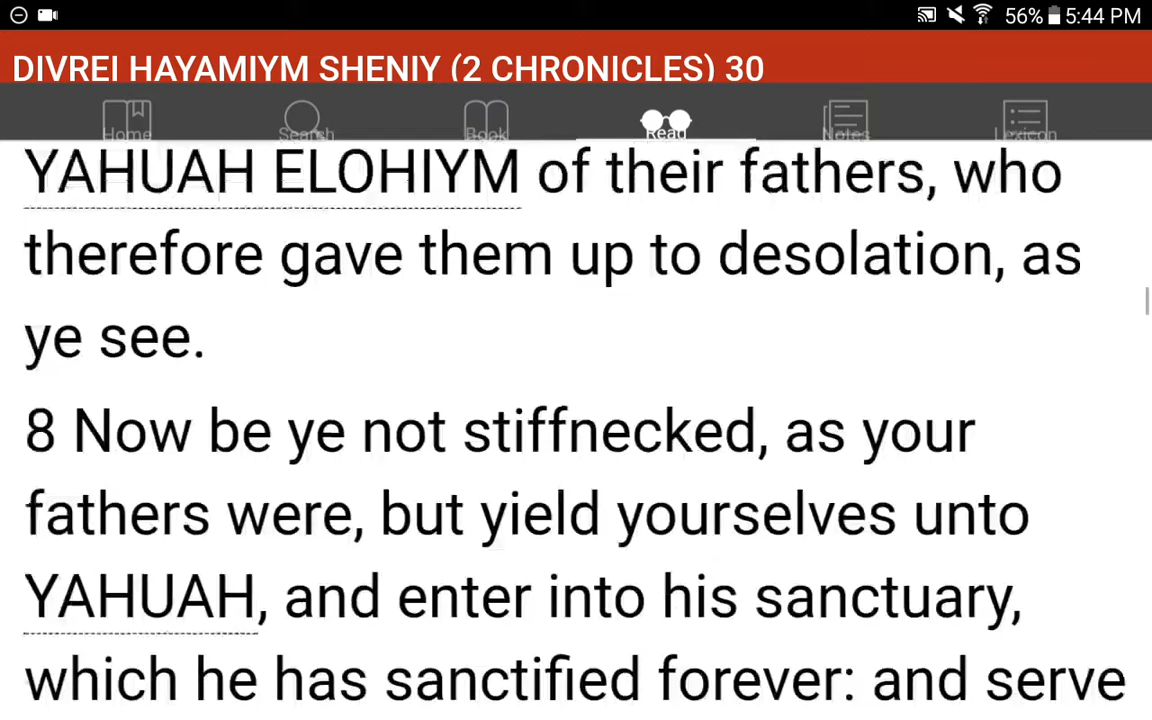 56% 5:44 PM
DIVREI HAYAMIYM SHENIY (2 CHRONICLES) 30
Home Search Book Read Notes Lexicon
YAHUAH ELOHIYM of their fathers, who
therefore gave them up to desolation, as
ye see.
8 Now be ye not stiffnecked, as your
fathers were, but yield yourselves unto
YAHUAH, and enter into his sanctuary,
which he has sanctified forever: and serve